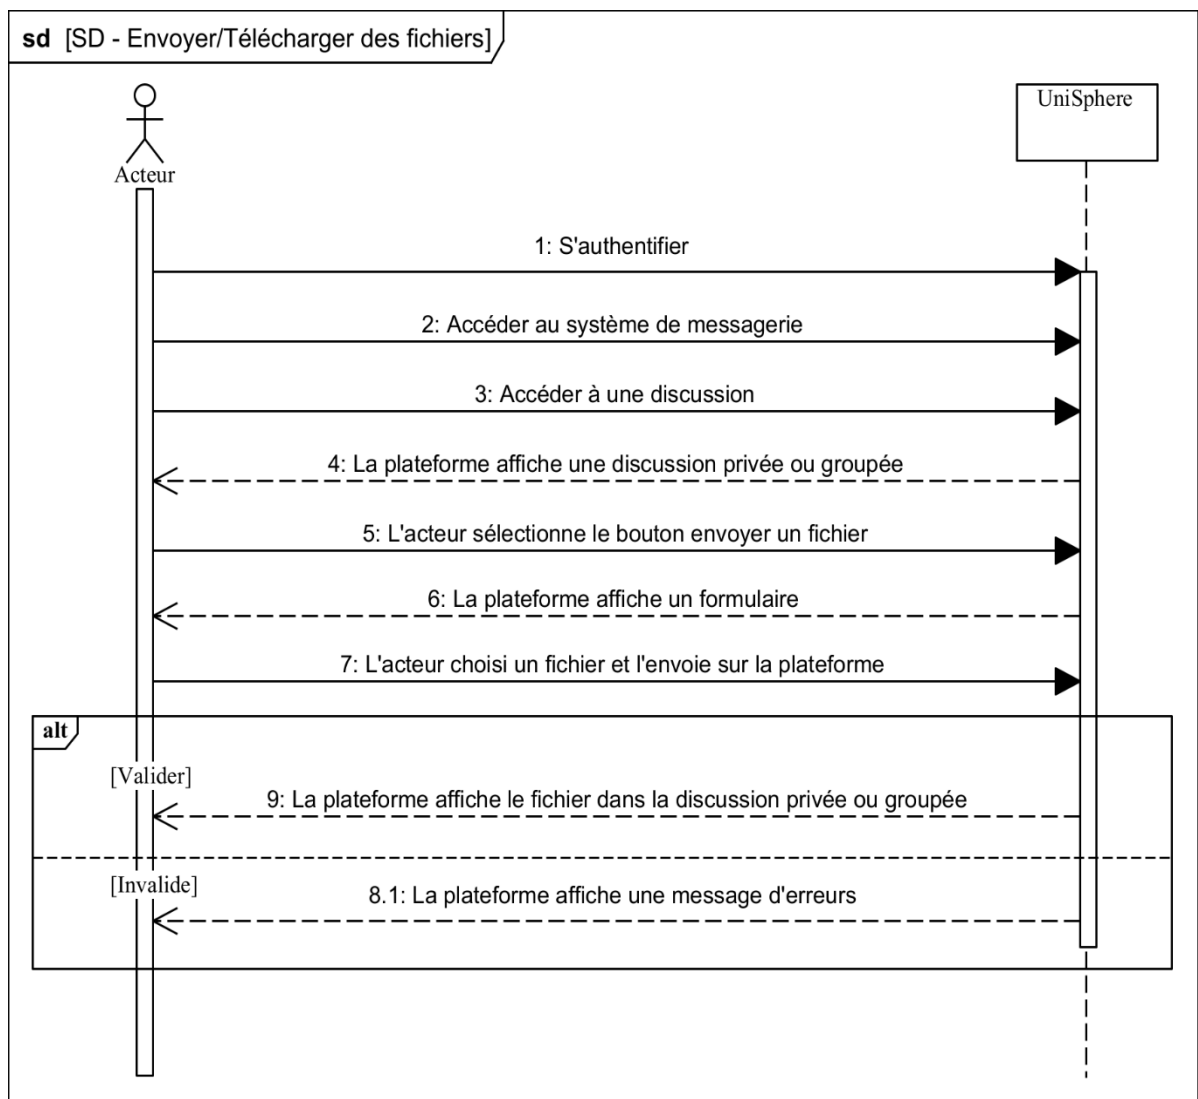 sd [SD - Envoyer/Télécharger des fichiers]
UniSphere
Acteur
1: S'authentifier
2: Accéder au système de messagerie
3: Accéder à une discussion
4: La plateforme affiche une discussion privée ou groupée
5: L'acteur sélectionne le bouton envoyer un fichier
6: La plateforme affiche un formulaire
7: L'acteur choisi un fichier et l'envoie sur la plateforme
alt
[Valider]
9: La plateforme affiche le fichier dans la discussion privée ou groupée
[Invalide]
8.1: La plateforme affiche une message d'erreurs